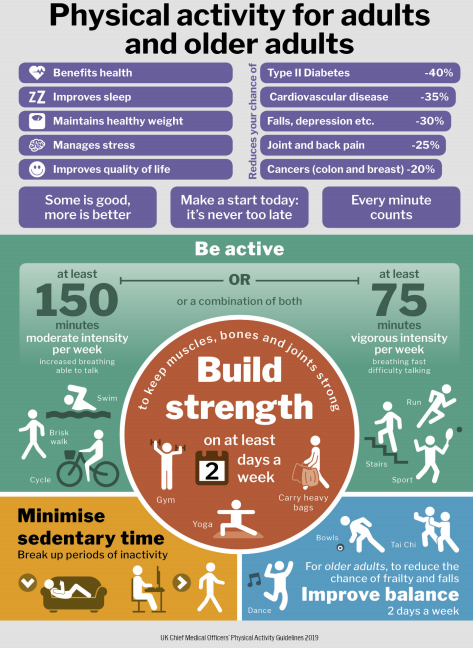 Physical activity for adults
and older adults
Benefits health
ZZ Improves sleep
Maintains healthy weight
Manages stress
Improves quality of life
Reduces your chance of
Type II Diabetes -40%
Cardiovascular disease -35%
Falls, depression etc. -30%
Joint and back pain -25%
Cancers (colon and breast) -20%
Some is good,
more is better
Make a start today:
it's never too late
Every minute
counts
Be active
at least
150
minutes
moderate intensity
per week
increased breathing
able to talk
OR
or a combination of both
at least
75
minutes
vigorous intensity
per week
breathing fast
difficulty talking
Swim
Brisk
walk
Cycle
to keep muscles, bones and joints strong
Build
strength
on at least
2 days a
week
Gym
Yoga
Carry heavy
bags
Run
Stairs
Sport
Minimise
sedentary time
Break up periods of inactivity
Bowls
Tai Chi
Dance
For older adults, to reduce the
chance of frailty and falls
Improve balance
2 days a week
UK Chief Medical Officers' Physical Activity Guidelines 2019